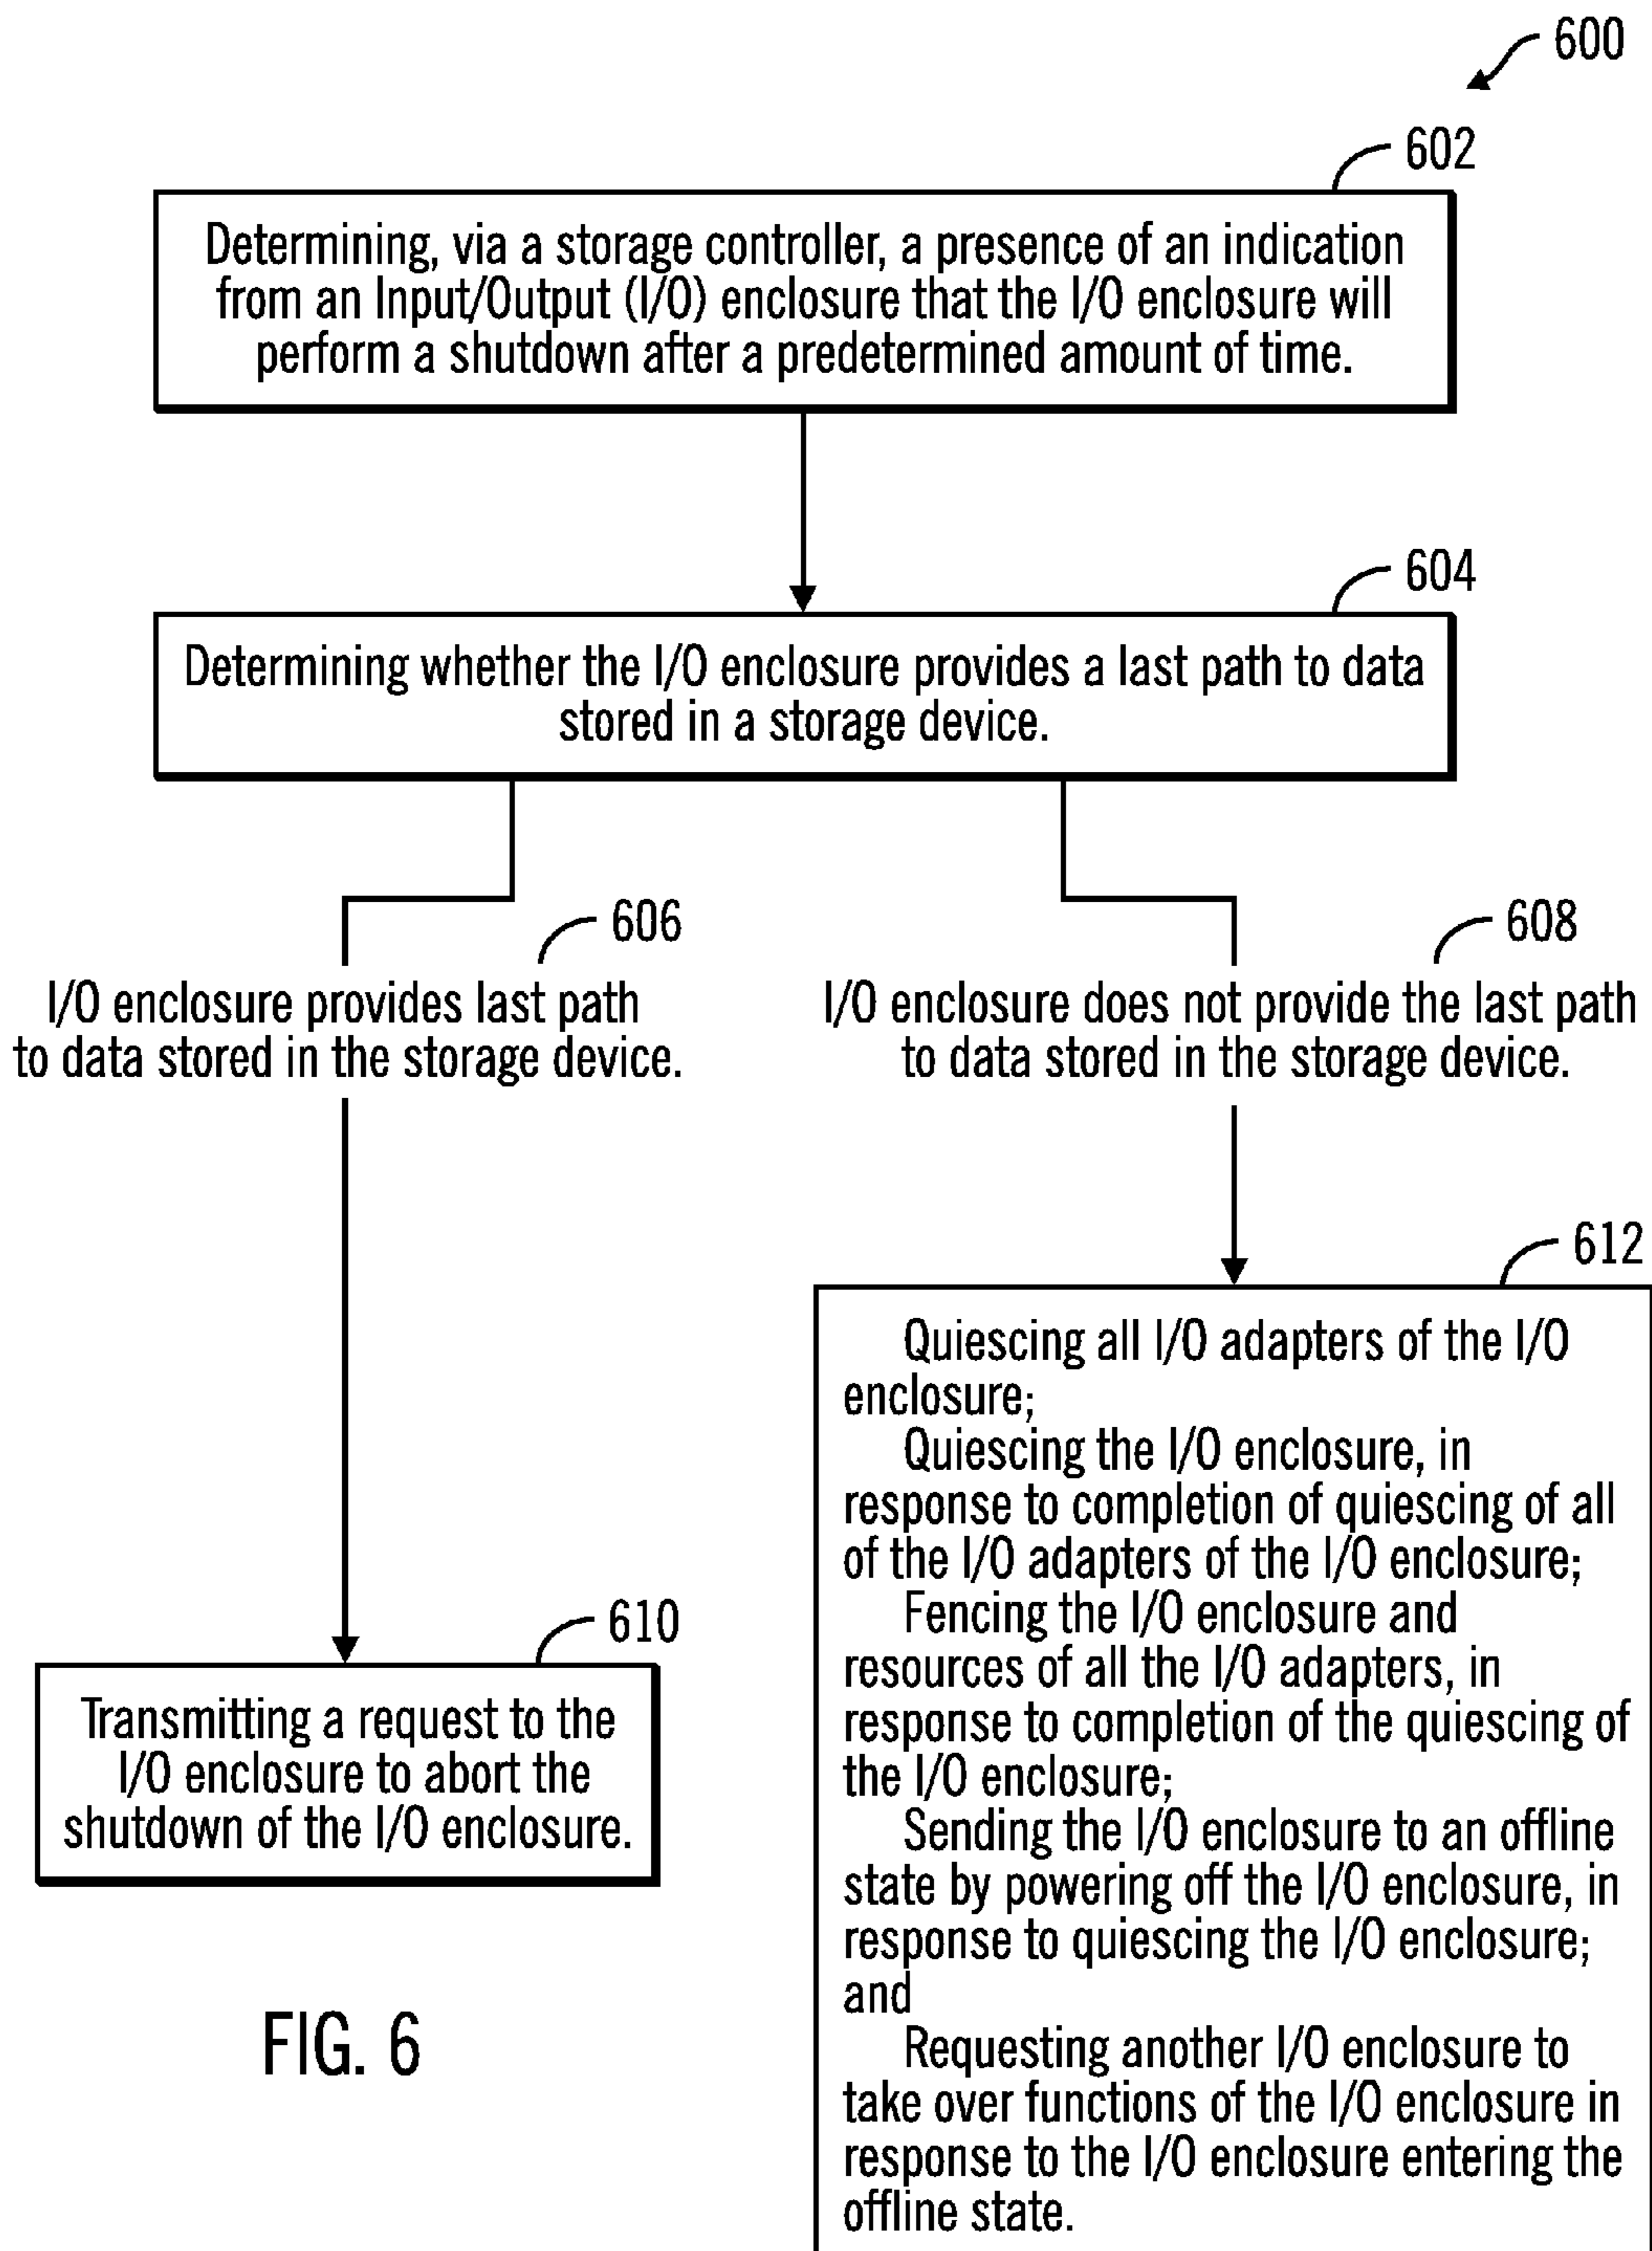 600
602
Determining, via a storage controller, a presence of an indication
from an Input/Output (I/O) enclosure that the I/O enclosure will
perform a shutdown after a predetermined amount of time.
604
Determining whether the I/O enclosure provides a last path to data
stored in a storage device.
606
I/O enclosure provides last path
to data stored in the storage device.
608
I/O enclosure does not provide the last path
to data stored in the storage device.
610
Transmitting a request to the
I/O enclosure to abort the
shutdown of the I/O enclosure.
612
Quiescing all I/O adapters of the I/O
enclosure;
Quiescing the I/O enclosure, in
response to completion of quiescing of all
of the I/O adapters of the I/O enclosure;
Fencing the I/O enclosure and
resources of all the I/O adapters, in
response to completion of the quiescing of
the I/O enclosure;
Sending the I/O enclosure to an offline
state by powering off the I/O enclosure, in
response to quiescing the I/O enclosure;
and
Requesting another I/O enclosure to
take over functions of the I/O enclosure in
response to the I/O enclosure entering the
offline state.
FIG. 6